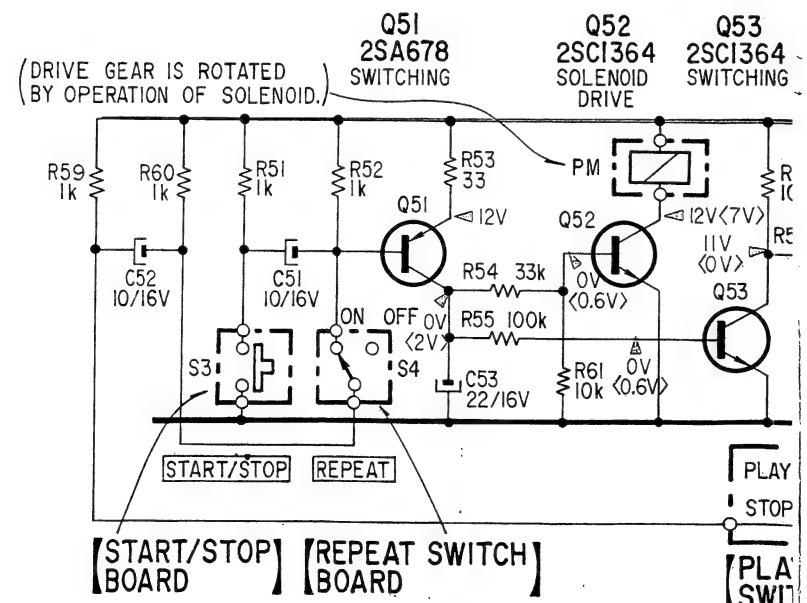 Q51
2SA678
SWITCHING
Q52
2SC1364
SOLENOID
DRIVE
Q53
2SC1364
SWITCHING
(DRIVE GEAR IS ROTATED
BY OPERATION OF SOLENOID.)
R59
1k
R60
1k
R51
1k
R52
1k
R53
33
PM
Q51
12V
Q52
12V〈7V〉
11V
〈0V〉
C52
10/16V
C51
10/16V
R54 33k
0V
〈0.6V〉
Q53
ON OFF
0V
〈2V〉
R55 100k
S3
S4
C53
22/16V
R61
10k
0V
〈0.6V〉
START/STOP
REPEAT
PLAY
STOP
【START/STOP】
BOARD
【REPEAT SWITCH】
BOARD